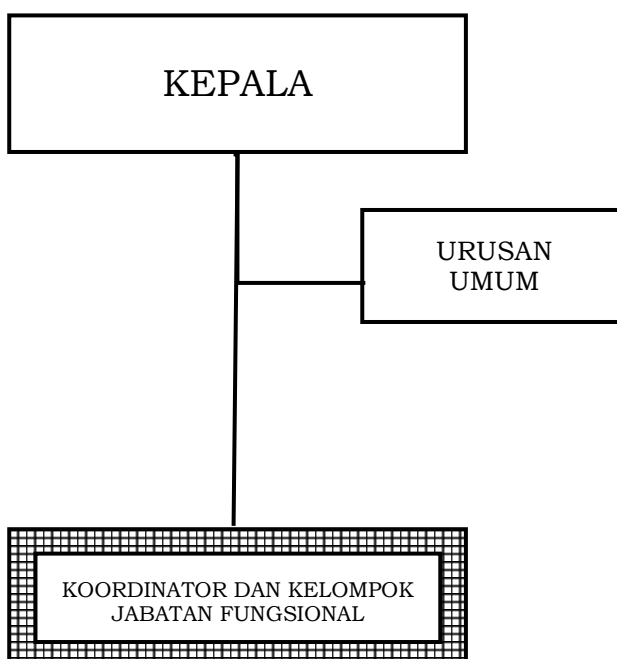 KEPALA
URUSAN
UMUM
KOORDINATOR DAN KELOMPOK
JABATAN FUNGSIONAL